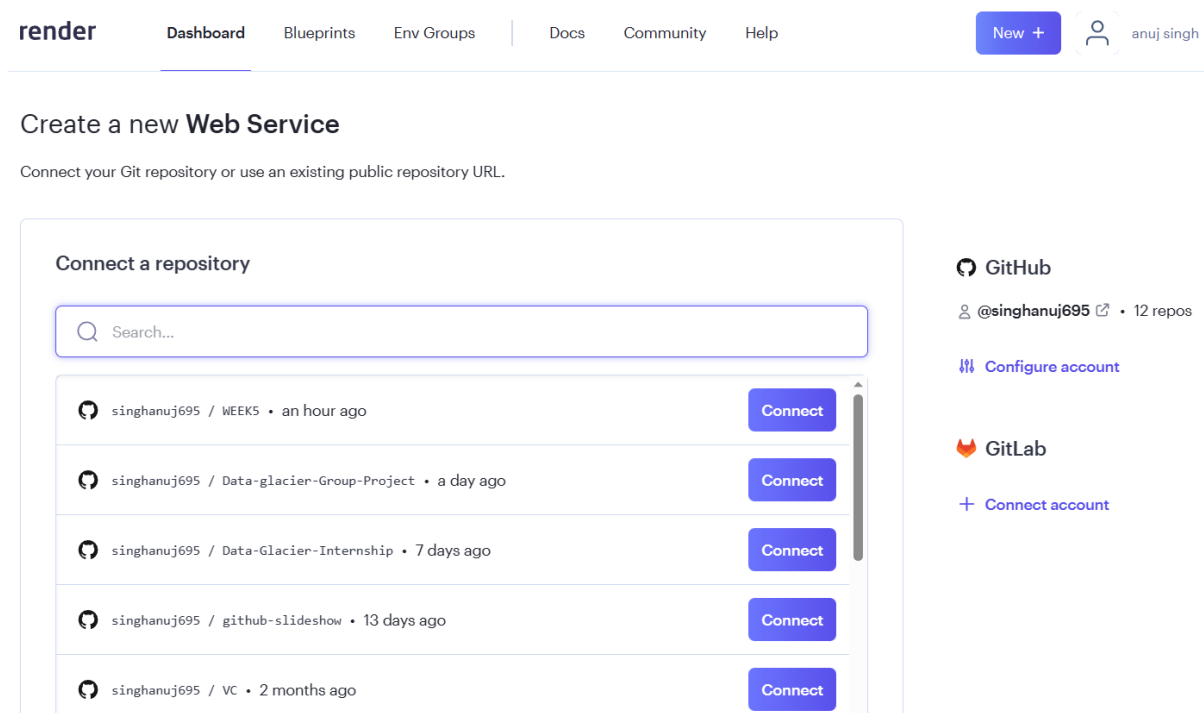 render Dashboard Blueprints Env Groups Docs Community Help New + anuj singh
Create a new Web Service
Connect your Git repository or use an existing public repository URL.
Connect a repository
Search...
singhanuj695 / WEEK5 • an hour ago Connect
singhanuj695 / Data-glacier-Group-Project • a day ago Connect
singhanuj695 / Data-Glacier-Internship • 7 days ago Connect
singhanuj695 / github-slideshow • 13 days ago Connect
singhanuj695 / VC • 2 months ago Connect
GitHub
@singhanuj695 • 12 repos
Configure account
GitLab
+ Connect account